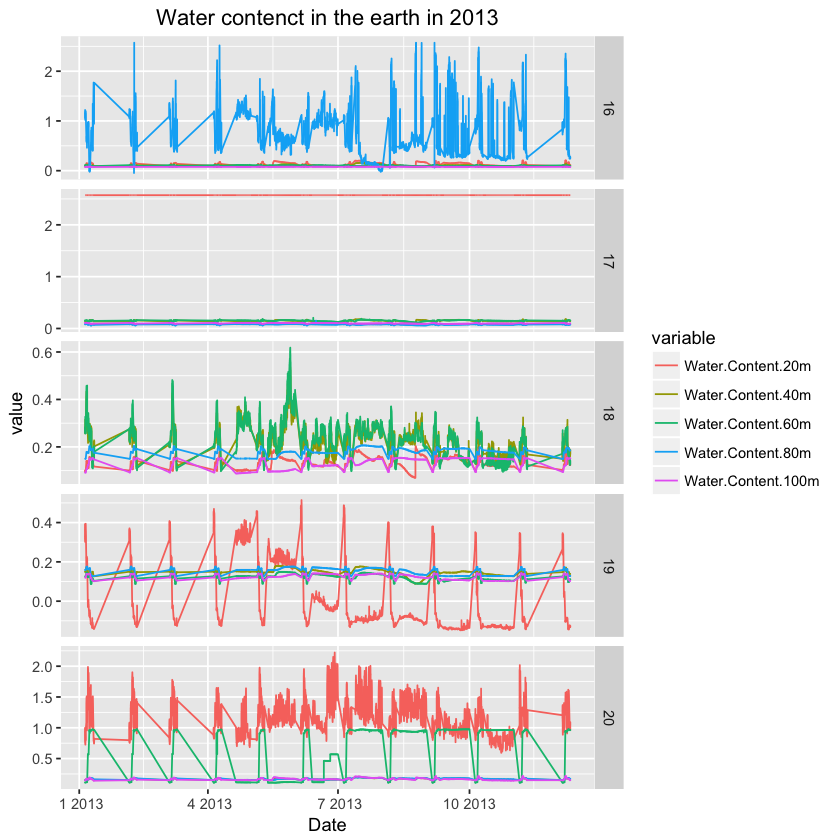 Water contenct in the earth in 2013
2
1
0
16
2
1
0
17
0.6
0.4
0.2
18
0.4
0.2
0.0
19
2.0
1.5
1.0
0.5
20
value
1 2013
4 2013
7 2013
10 2013
Date
variable
Water.Content.20m
Water.Content.40m
Water.Content.60m
Water.Content.80m
Water.Content.100m